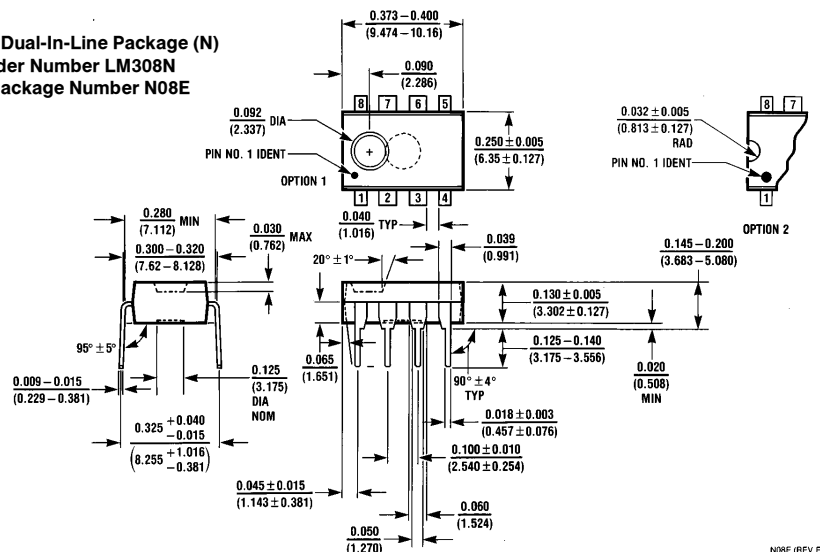 Dual-In-Line Package (N)
der Number LM308N
ackage Number N08E
0.373 – 0.400
(9.474 – 10.16)
0.090
(2.286)
8 7 6 5
0.092
(2.337)
DIA
+
PIN NO. 1 IDENT
OPTION 1
1 2 3 4
0.250 ± 0.005
(6.35 ± 0.127)
0.032 ± 0.005
(0.813 ± 0.127)
RAD
PIN NO. 1 IDENT
8 7
1
OPTION 2
0.280
(7.112)
MIN
0.300 – 0.320
(7.62 – 8.128)
0.030
(0.762)
MAX
0.040
(1.016)
TYP
0.039
(0.991)
0.145 – 0.200
(3.683 – 5.080)
20° ± 1°
0.130 ± 0.005
(3.302 ± 0.127)
95° ± 5°
0.065
(1.651)
0.125 – 0.140
(3.175 – 3.556)
0.020
(0.508)
MIN
90° ± 4°
TYP
0.009 – 0.015
(0.229 – 0.381)
0.125
(3.175)
DIA
NOM
0.018 ± 0.003
(0.457 ± 0.076)
0.325 +0.040 −0.015
(8.255 +1.016 −0.381)
0.100 ± 0.010
(2.540 ± 0.254)
0.045 ± 0.015
(1.143 ± 0.381)
0.060
(1.524)
0.050
(1.270)
N08E (REV F